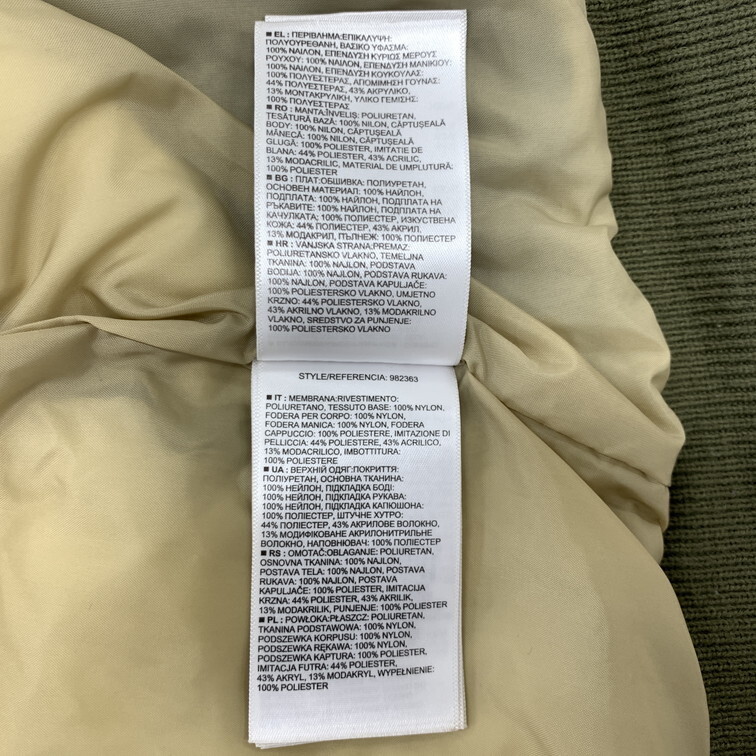 ■ EL : ΠΕΡΙΒΛΗΜΑ:ΕΠΙΚΑΛΥΨΗ:
ΠΟΛΥΟΥΡΕΘΑΝΗ, ΒΑΣΙΚΟ ΥΦΑΣΜΑ:
100% ΝΑΙΛΟΝ, ΕΠΕΝΔΥΣΗ ΚΥΡΙΩΣ ΜΕΡΟΥΣ
ΡΟΥΧΟΥ: 100% ΝΑΙΛΟΝ, ΕΠΕΝΔΥΣΗ ΜΑΝΙΚΙΟΥ:
100% ΝΑΙΛΟΝ, ΕΠΕΝΔΥΣΗ ΚΟΥΚΟΥΛΑΣ:
100% ΠΟΛΥΕΣΤΕΡΑΣ, ΑΠΟΜΙΜΗΣΗ ΓΟΥΝΑΣ:
44% ΠΟΛΥΕΣΤΕΡΑΣ, 43% ΑΚΡΥΛΙΚΟ,
13% ΜΟΝΤΑΚΡΥΛΙΚΗ, ΥΛΙΚΟ ΓΕΜΙΣΗΣ:
100% ΠΟΛΥΕΣΤΕΡΑΣ
■ RO : MANTA:ÎNVELIȘ: POLIURETAN,
ȚESĂTURĂ BAZĂ: 100% NILON, CĂPTUȘEALĂ
BODY: 100% NILON, CĂPTUȘEALĂ
MÂNECĂ: 100% NILON, CĂPTUȘEALĂ
GLUGĂ: 100% POLIESTER, IMITATIE DE
BLANA: 44% POLIESTER, 43% ACRILIC,
13% MODACRILIC, MATERIAL DE UMPLUTURĂ:
100% POLIESTER
■ BG : ПЛАТ:ОБШИВКА: ПОЛИУРЕТАН,
ОСНОВЕН МАТЕРИАЛ: 100% НАЙЛОН,
ПОДПЛАТА: 100% НАЙЛОН, ПОДПЛАТА НА
РЪКАВИТЕ: 100% НАЙЛОН, ПОДПЛАТА НА
КАЧУЛКАТА: 100% ПОЛИЕСТЕР, ИЗКУСТВЕНА
КОЖА: 44% ПОЛИЕСТЕР, 43% АКРИЛ,
13% МОДАКРИЛ, ПЪЛНЕЖ: 100% ПОЛИЕСТЕР
■ HR : VANJSKA STRANA:PREMAZ:
POLIURETANSKO VLAKNO, TEMELJNA
TKANINA: 100% NAJLON, PODSTAVA
BODIJA: 100% NAJLON, PODSTAVA RUKAVA:
100% NAJLON, PODSTAVA KAPULJAČE:
100% POLIESTERSKO VLAKNO, UMJETNO
KRZNO: 44% POLIESTERSKO VLAKNO,
43% AKRILNO VLAKNO, 13% MODAKRILNO
VLAKNO, SREDSTVO ZA PUNJENJE:
100% POLIESTERSKO VLAKNO
STYLE/REFERENCIA: 982363
■ IT : MEMBRANA:RIVESTIMENTO:
POLIURETANO, TESSUTO BASE: 100% NYLON,
FODERA PER CORPO: 100% NYLON,
FODERA MANICA: 100% NYLON, FODERA
CAPPUCCIO: 100% POLIESTERE, IMITAZIONE DI
PELLICCIA: 44% POLIESTERE, 43% ACRILICO,
13% MODACRILICO, IMBOTTITURA:
100% POLIESTERE
■ UA : ВЕРХНІЙ ОДЯГ:ПОКРИТТЯ:
ПОЛІУРЕТАН, ОСНОВНА ТКАНИНА:
100% НЕЙЛОН, ПІДКЛАДКА БОДІ:
100% НЕЙЛОН, ПІДКЛАДКА РУКАВА:
100% НЕЙЛОН, ПІДКЛАДКА КАПЮШОНА:
100% ПОЛІЕСТЕР, ШТУЧНЕ ХУТРО:
44% ПОЛІЕСТЕР, 43% АКРИЛОВЕ ВОЛОКНО,
13% МОДИФІКОВАНЕ АКРИЛОНІТРИЛЬНЕ
ВОЛОКНО, НАПОВНЮВАЧ: 100% ПОЛІЕСТЕР
■ RS : OMOTAČ:OBLAGANJE: POLIURETAN,
OSNOVNA TKANINA: 100% NAJLON,
POSTAVA TELA: 100% NAJLON, POSTAVA
RUKAVA: 100% NAJLON, POSTAVA
KAPULJAČE: 100% POLIESTER, IMITACIJA
KRZNA: 44% POLIESTER, 43% AKRILIK,
13% MODAKRILIK, PUNJENJE: 100% POLIESTER
■ PL : POWŁOKA:PŁASZCZ: POLIURETAN,
TKANINA PODSTAWOWA: 100% NYLON,
PODSZEWKA KORPUSU: 100% NYLON,
PODSZEWKA RĘKAWA: 100% NYLON,
PODSZEWKA KAPTURA: 100% POLIESTER,
IMITACJA FUTRA: 44% POLIESTER,
43% AKRYL, 13% MODAKRYL, WYPEŁNIENIE:
100% POLIESTER